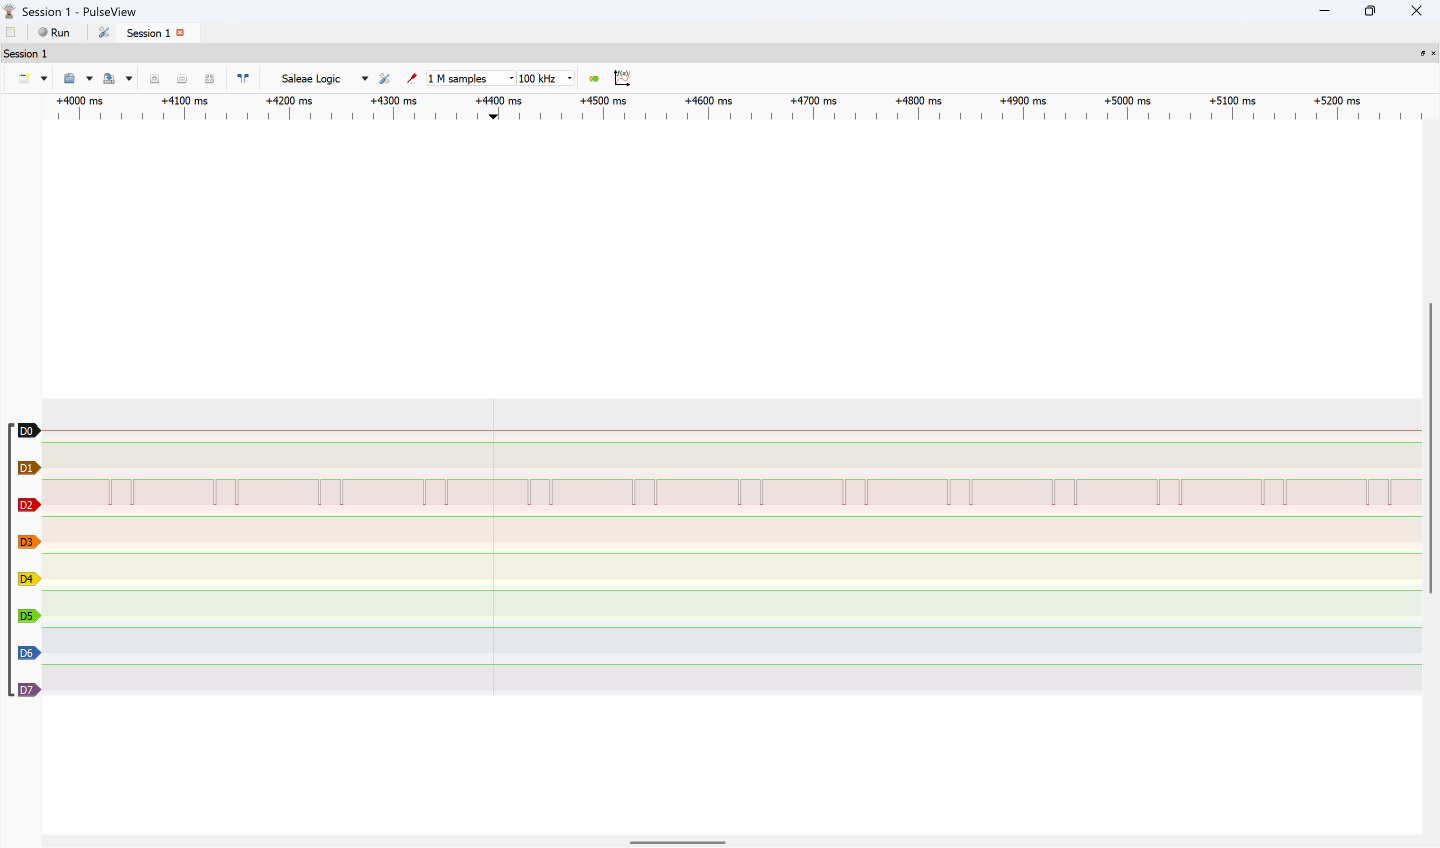 Session 1 - PulseView
Run
Session 1
Session 1
Saleae Logic
1 M samples
100 kHz
f(x)
+4000 ms +4100 ms +4200 ms +4300 ms +4400 ms +4500 ms +4600 ms +4700 ms +4800 ms +4900 ms +5000 ms +5100 ms +5200 ms
D0
D1
D2
D3
D4
D5
D6
D7